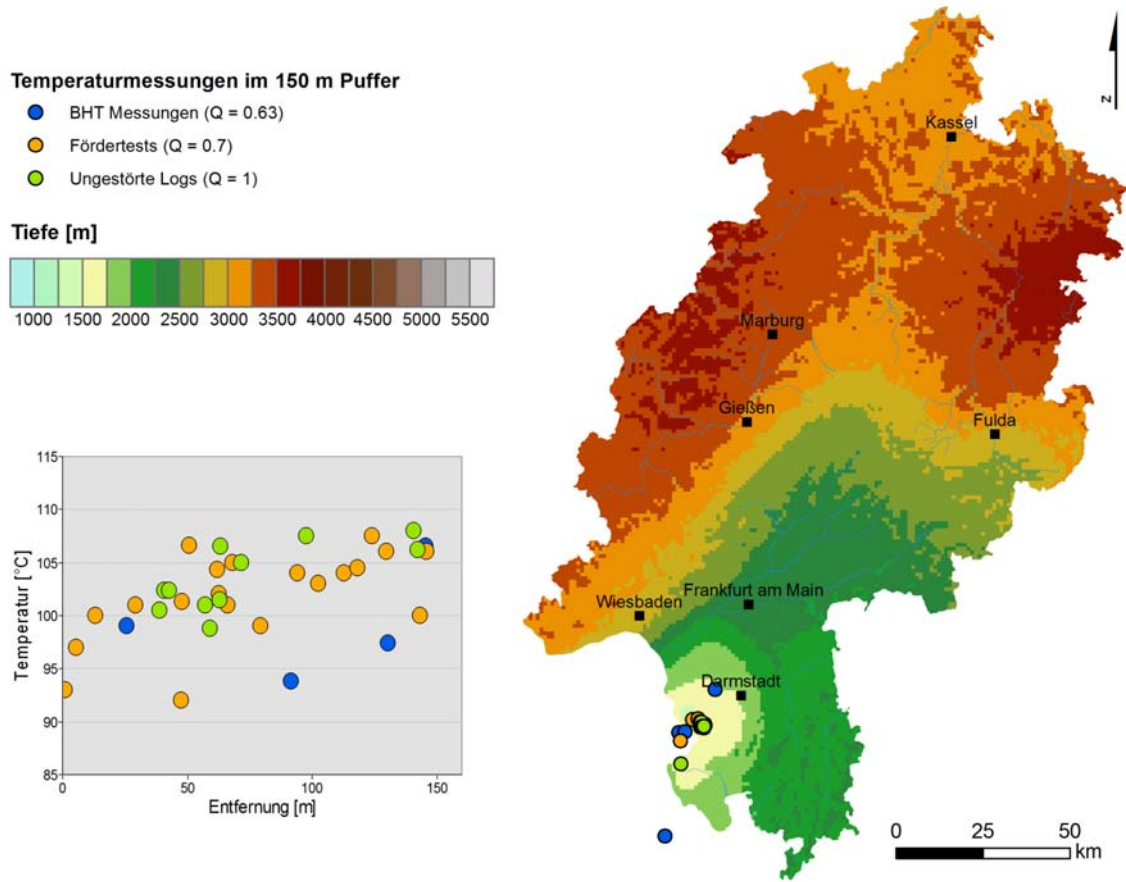 Temperaturmessungen im 150 m Puffer
BHT Messungen (Q = 0.63)
Fördertests (Q = 0.7)
Ungestörte Logs (Q = 1)
Tiefe [m]
1000 1500 2000 2500 3000 3500 4000 4500 5000 5500
115
110
105
100
95
90
85
Temperatur [°C]
0 50 100 150
Entfernung [m]
N
Kassel
Marburg
Gießen
Fulda
Frankfurt am Main
Wiesbaden
Darmstadt
0 25 50
km